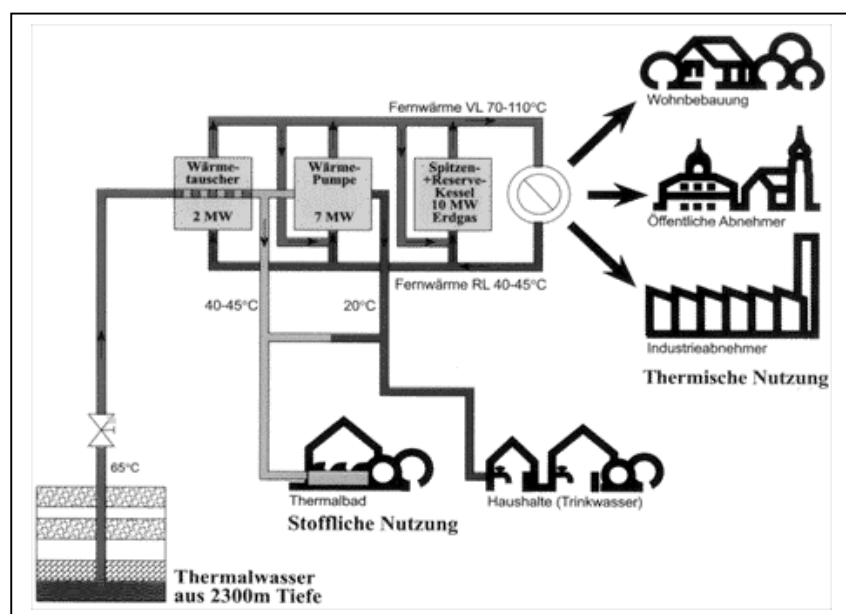 Fernwärme VL 70-110°C
Wohnbebauung
Wärme-
tauscher
2 MW
Wärme-
Pumpe
7 MW
Spitzen-
+Reserve-
Kessel
10 MW
Erdgas
Öffentliche Abnehmer
Fernwärme RL 40-45°C
40-45°C
20°C
Industrieabnehmer
Thermische Nutzung
65°C
Thermalbad
Haushalte (Trinkwasser)
Stoffliche Nutzung
Thermalwasser
aus 2300m Tiefe